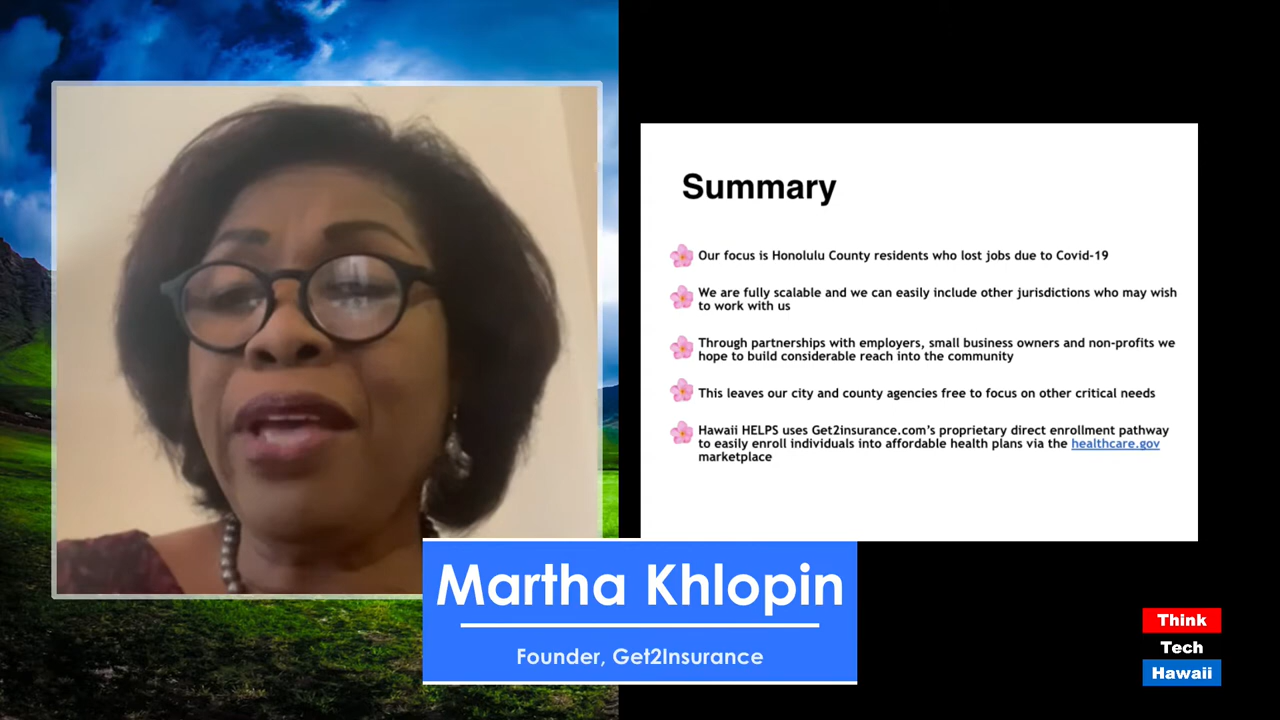 Summary
Our focus is Honolulu County residents who lost jobs due to Covid-19
We are fully scalable and we can easily include other jurisdictions who may wish
to work with us
Through partnerships with employers, small business owners and non-profits we
hope to build considerable reach into the community
This leaves our city and county agencies free to focus on other critical needs
Hawaii HELPS uses Get2insurance.com’s proprietary direct enrollment pathway
to easily enroll individuals into affordable health plans via the healthcare.gov
marketplace
Martha Khlopin
Founder, Get2Insurance
Think
Tech
Hawaii